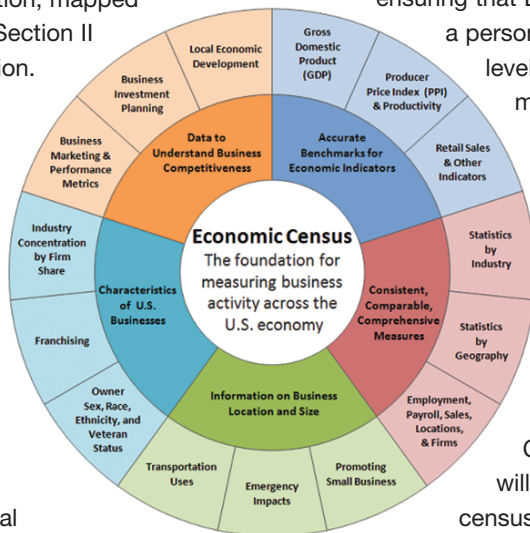 tion, mapped
Section II
ion.
ensuring that
a person
level
m
Local Economic
Development
Gross
Domestic
Product
(GDP)
Business
Investment
Planning
Producer
Price Index (PPI)
& Productivity
Business
Marketing &
Performance
Metrics
Retail Sales
& Other
Indicators
Data to
Understand Business
Competitiveness
Accurate
Benchmarks for
Economic Indicators
Industry
Concentration
by Firm
Share
Statistics
by
Industry
Economic Census
The foundation for
measuring business
activity across the
U.S. economy
Characteristics
of U.S.
Businesses
Consistent,
Comparable,
Comprehensive
Measures
Franchising
Statistics
by
Geography
Owner
Sex, Race,
Ethnicity, and
Veteran
Status
Information on Business
Location and Size
Employment,
Payroll, Sales,
Locations,
& Firms
Transportation
Uses
Emergency
Impacts
Promoting
Small Business
will
al
census